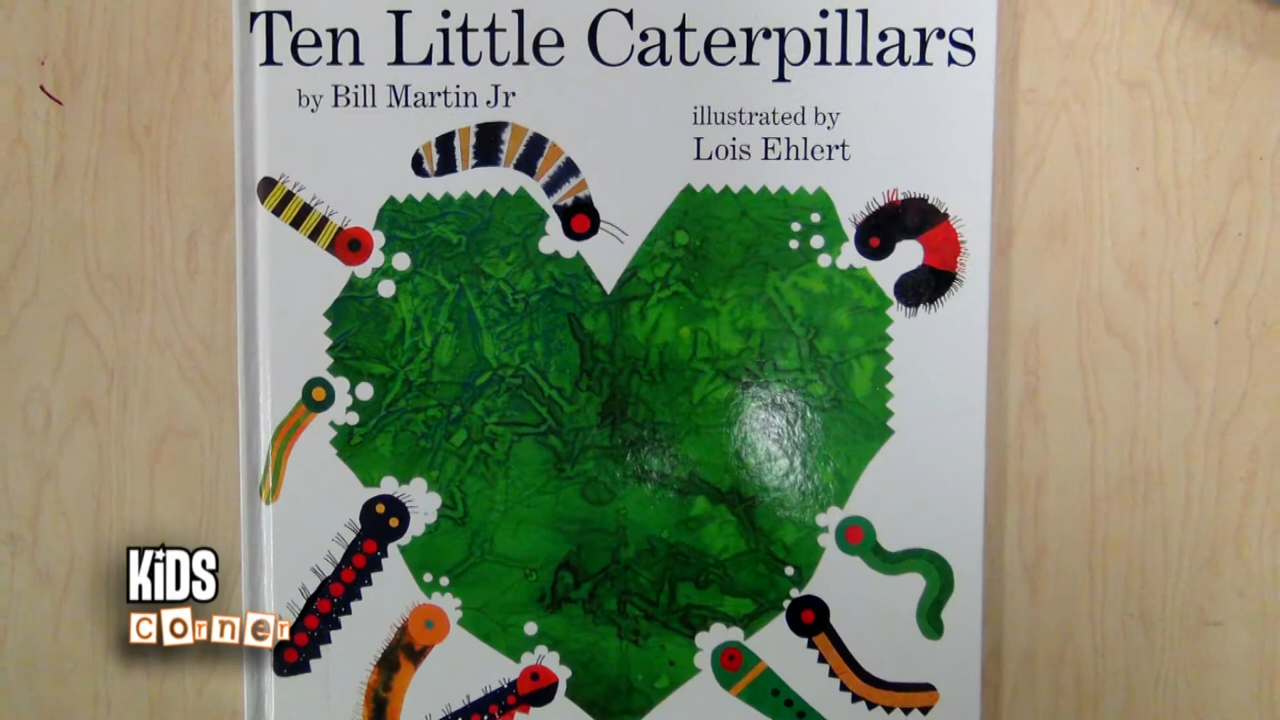 Ten Little Caterpillars
by Bill Martin Jr
illustrated by
Lois Ehlert
KiDS
corner